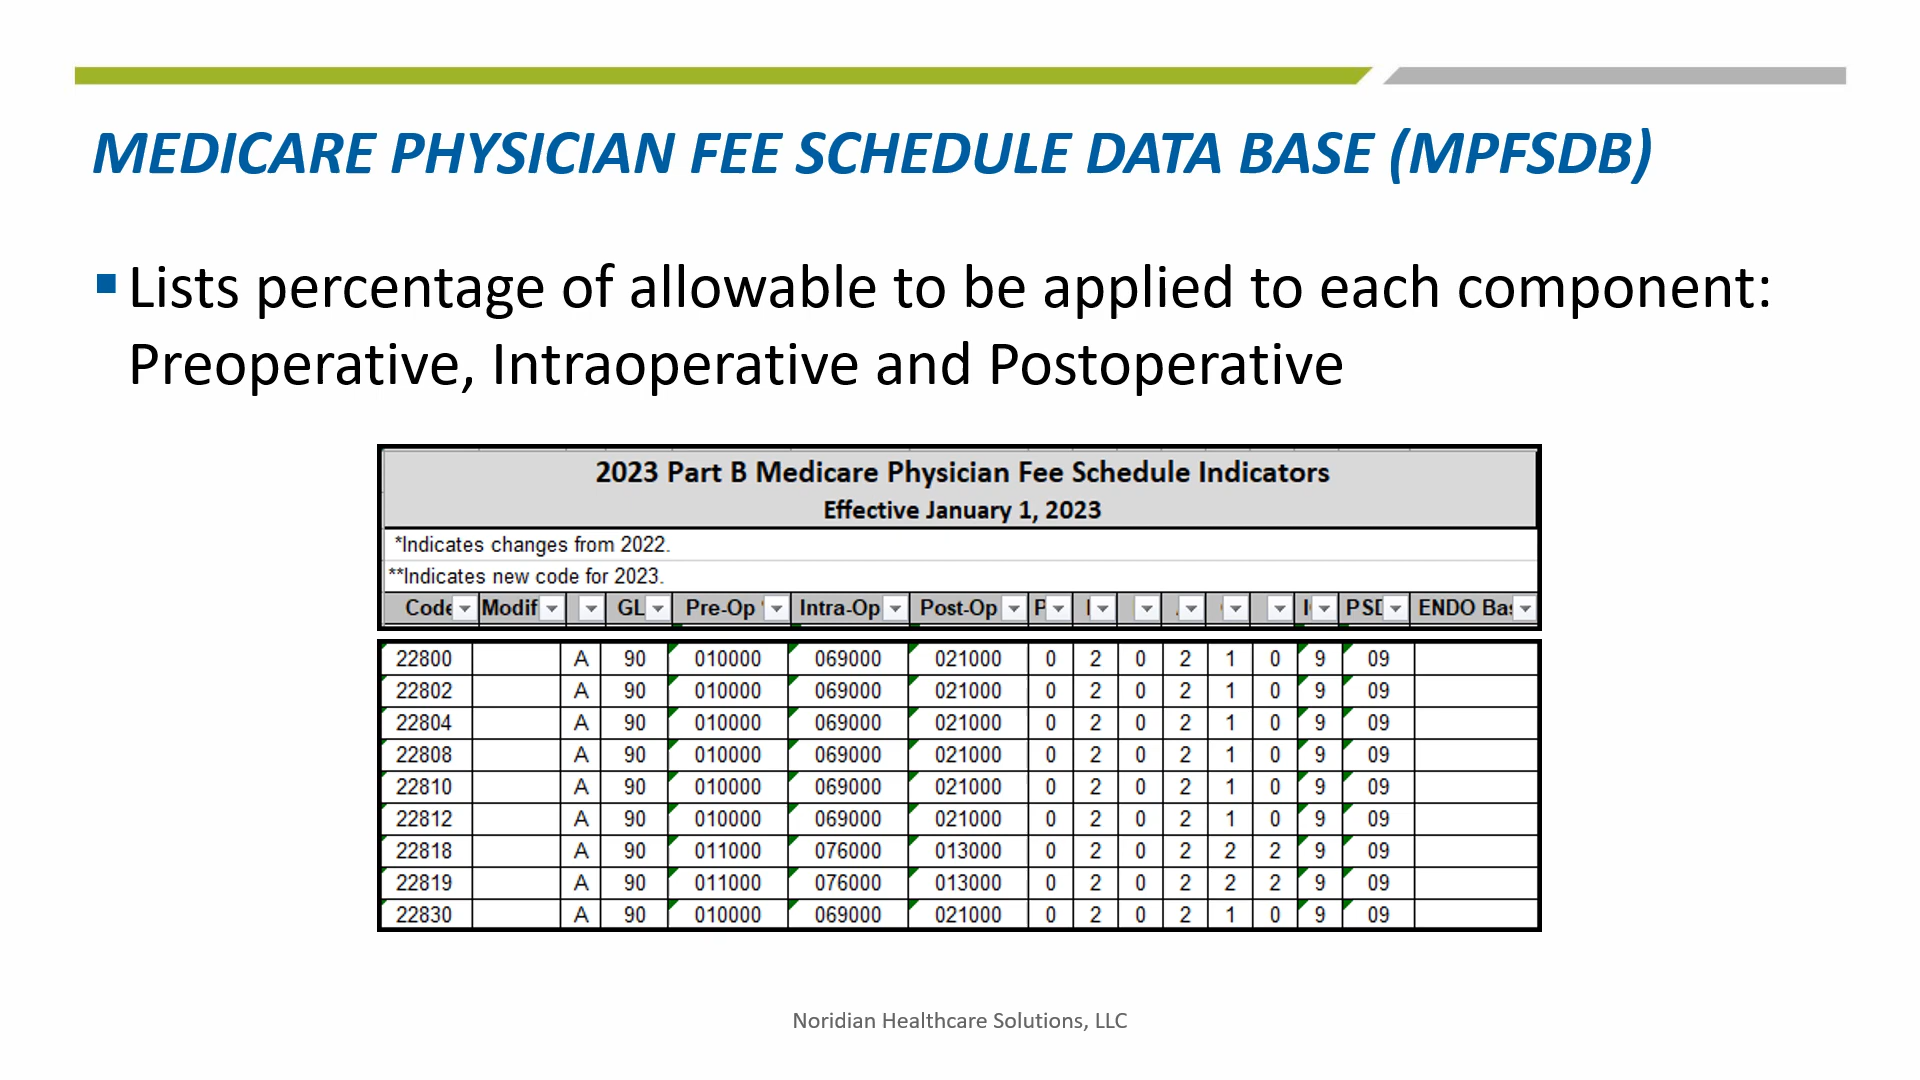 MEDICARE PHYSICIAN FEE SCHEDULE DATA BASE (MPFSDB)
Lists percentage of allowable to be applied to each component:
Preoperative, Intraoperative and Postoperative
2023 Part B Medicare Physician Fee Schedule Indicators
Effective January 1, 2023
*Indicates changes from 2022.
**Indicates new code for 2023.
Code Modif GL Pre-Op Intra-Op Post-Op P PSD ENDO Bas
22800 A 90 010000 069000 021000 0 2 0 2 1 0 9 09
22802 A 90 010000 069000 021000 0 2 0 2 1 0 9 09
22804 A 90 010000 069000 021000 0 2 0 2 1 0 9 09
22808 A 90 010000 069000 021000 0 2 0 2 1 0 9 09
22810 A 90 010000 069000 021000 0 2 0 2 1 0 9 09
22812 A 90 010000 069000 021000 0 2 0 2 1 0 9 09
22818 A 90 011000 076000 013000 0 2 0 2 2 2 9 09
22819 A 90 011000 076000 013000 0 2 0 2 2 2 9 09
22830 A 90 010000 069000 021000 0 2 0 2 1 0 9 09
Noridian Healthcare Solutions, LLC